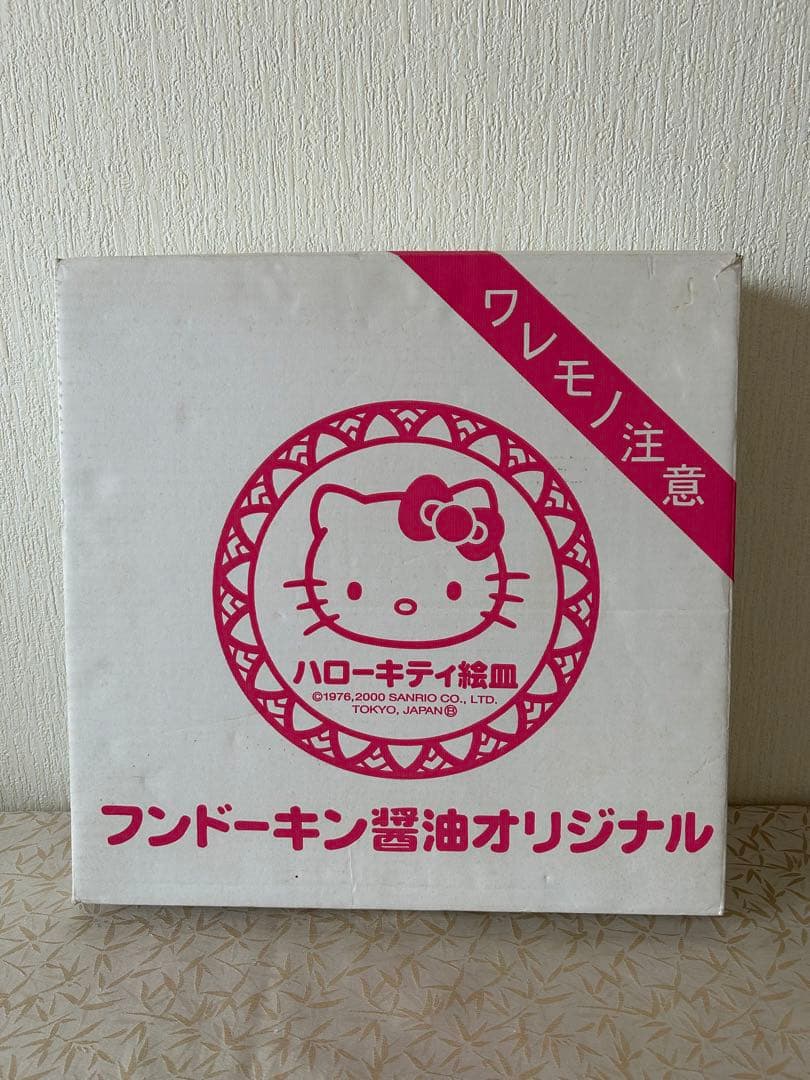 ワレモノ注意
ハローキティ絵皿
©1976,2000 SANRIO CO., LTD.
TOKYO, JAPAN Ⓑ
フンドーキン醤油オリジナル